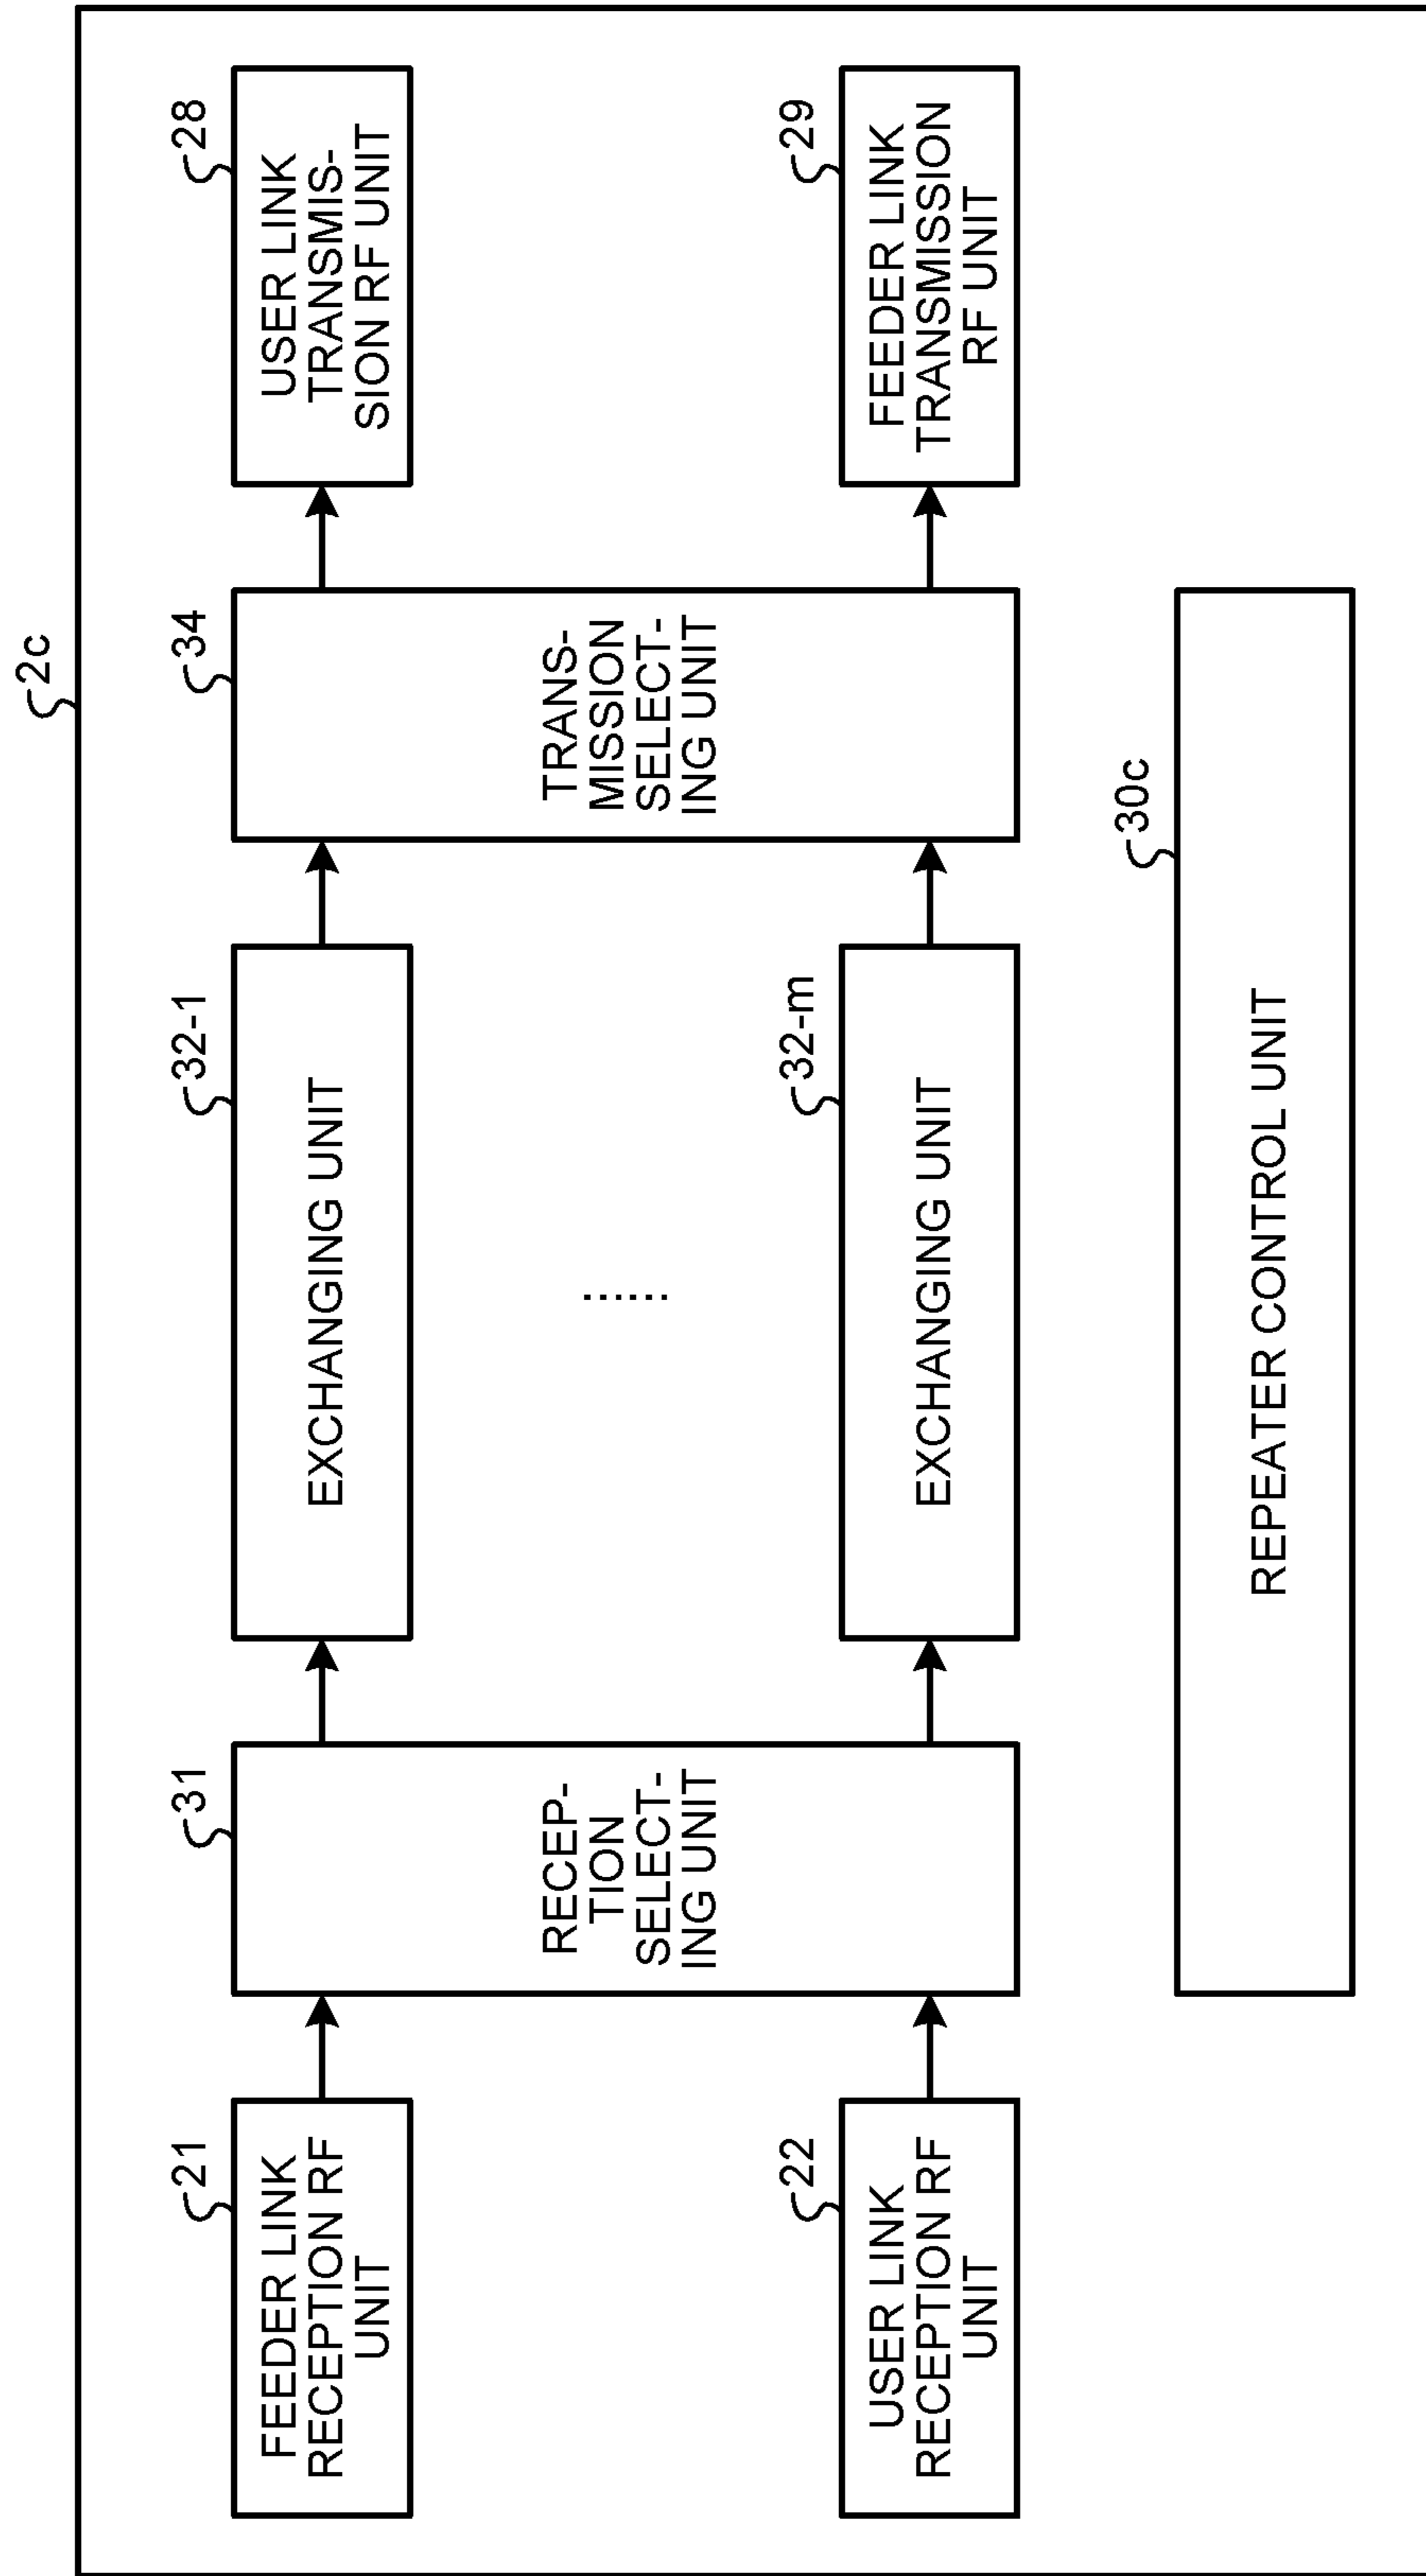 2c
21
FEEDER LINK
RECEPTION RF
UNIT
31
RECEP-
TION
SELECT-
ING UNIT
32-1
EXCHANGING UNIT
34
TRANS-
MISSION
SELECT-
ING UNIT
28
USER LINK
TRANSMIS-
SION RF UNIT
......
22
USER LINK
RECEPTION RF
UNIT
32-m
EXCHANGING UNIT
29
FEEDER LINK
TRANSMISSION
RF UNIT
30c
REPEATER CONTROL UNIT